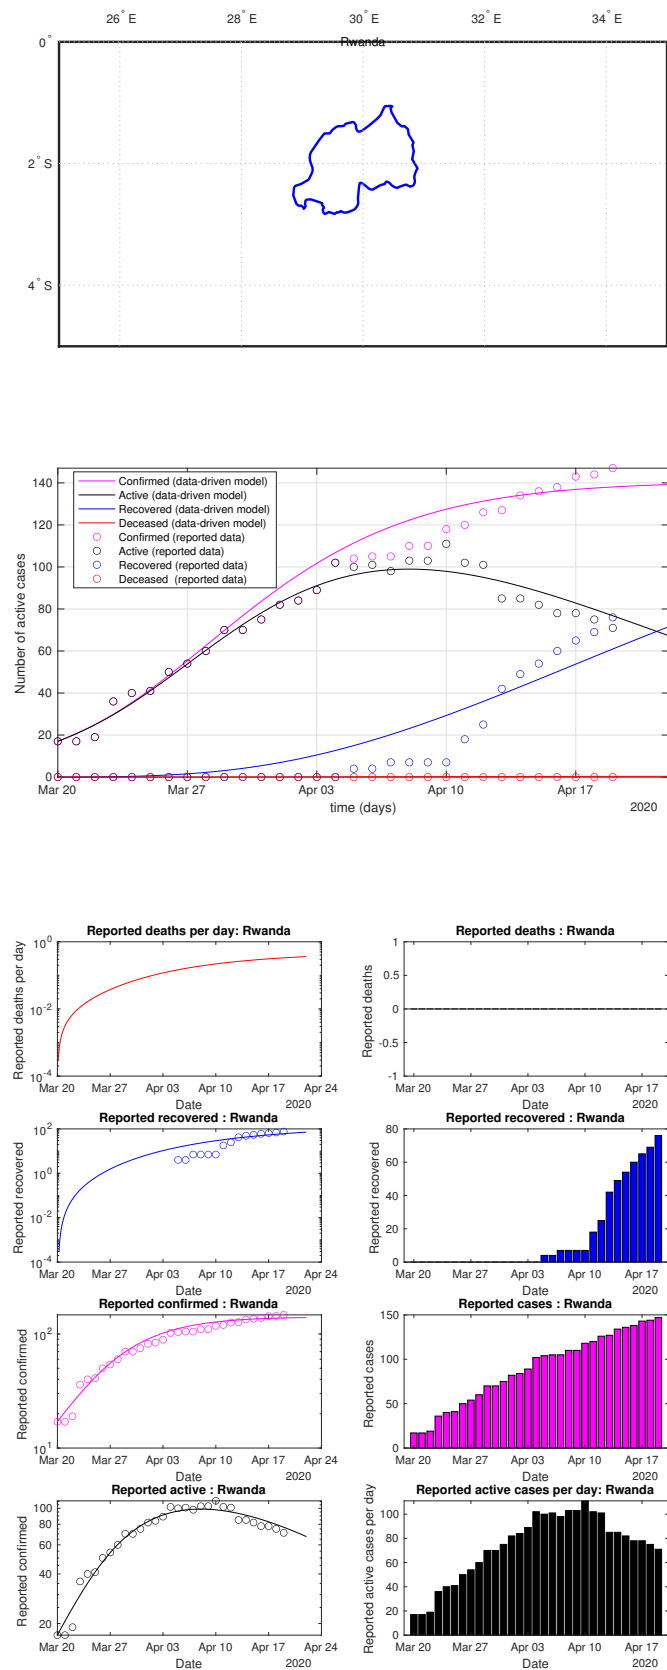 26° E 28° E 30° E 32° E 34° E
0°
Rwanda
2° S
4° S
140
120
100
80
60
40
20
0
Number of active cases
Confirmed (data-driven model)
Active (data-driven model)
Recovered (data-driven model)
Deceased (data-driven model)
Confirmed (reported data)
Active (reported data)
Recovered (reported data)
Deceased (reported data)
Mar 20 Mar 27 Apr 03 Apr 10 Apr 17
time (days)
2020
Reported deaths per day: Rwanda
Reported deaths per day
10^0
10^-2
10^-4
Mar 20 Mar 27 Apr 03 Apr 10 Apr 17 Apr 24
Date
2020
Reported deaths : Rwanda
Reported deaths
1
0.5
0
-0.5
-1
Mar 20 Mar 27 Apr 03 Apr 10 Apr 17
Date
2020
Reported recovered : Rwanda
Reported recovered
10^2
10^0
10^-2
10^-4
Mar 20 Mar 27 Apr 03 Apr 10 Apr 17 Apr 24
Date
2020
Reported recovered : Rwanda
Reported recovered
80
60
40
20
0
Mar 20 Mar 27 Apr 03 Apr 10 Apr 17
Date
2020
Reported confirmed : Rwanda
Reported confirmed
10^2
10^1
Mar 20 Mar 27 Apr 03 Apr 10 Apr 17 Apr 24
Date
2020
Reported cases : Rwanda
Reported cases
150
100
50
0
Mar 20 Mar 27 Apr 03 Apr 10 Apr 17
Date
2020
Reported active : Rwanda
Reported confirmed
100
80
60
40
20
Mar 20 Mar 27 Apr 03 Apr 10 Apr 17 Apr 24
Date
2020
Reported active cases per day: Rwanda
Reported active cases per day
100
80
60
40
20
0
Mar 20 Mar 27 Apr 03 Apr 10 Apr 17
Date
2020